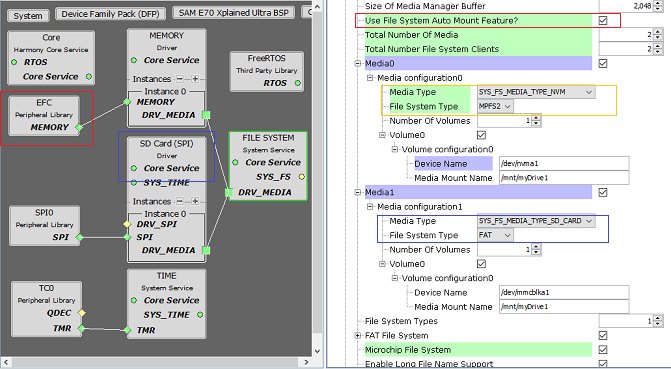 System
Device Family Pack (DFP)
SAM E70 Xplained Ultra BSP
Core
Harmony Core Service
RTOS
Core Service
MEMORY
Driver
Core Service
Instances
Instance 0
MEMORY
DRV_MEDIA
FreeRTOS
Third Party Library
RTOS
EFC
Peripheral Library
MEMORY
SD Card (SPI)
Driver
Core Service
SYS_TIME
Instances
Instance 0
DRV_SPI
SPI
DRV_MEDIA
FILE SYSTEM
System Service
Core Service
SYS_FS
DRV_MEDIA
SPI0
Peripheral Library
SPI
TC0
Peripheral Library
QDEC
TMR
TIME
System Service
Core Service
SYS_TIME
TMR
Size Of Media Manager Buffer 2,048
Use File System Auto Mount Feature?
Total Number Of Media
Total Number File System Clients
Media0
Media configuration0
Media Type SYS_FS_MEDIA_TYPE_NVM
File System Type MPFS2
Number Of Volumes 1
Volume0
Volume configuration0
Device Name /dev/nvma1
Media Mount Name /mnt/myDrive1
Media1
Media configuration1
Media Type SYS_FS_MEDIA_TYPE_SD_CARD
File System Type FAT
Number Of Volumes 1
Volume0
Volume configuration0
Device Name /dev/mmcblka1
Media Mount Name /mnt/myDrive1
File System Types 1
FAT File System
Microchip File System
Enable Long File Name Support